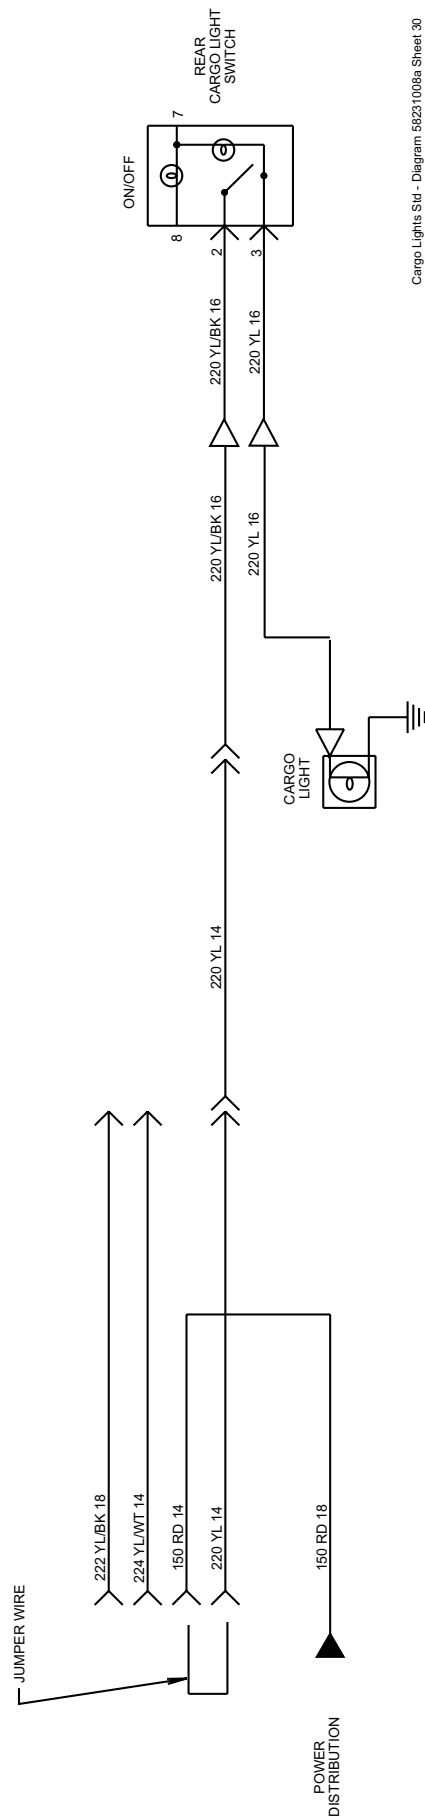 JUMPER WIRE
222 YL/BK 18
224 YL/WT 14
150 RD 14
220 YL 14
150 RD 18
POWER
DISTRIBUTION
220 YL 14
CARGO
LIGHT
220 YL/BK 16
220 YL 16
220 YL/BK 16
220 YL 16
ON/OFF
8
7
2
3
REAR
CARGO LIGHT
SWITCH
Cargo Lights Std - Diagram 58231008a Sheet 30